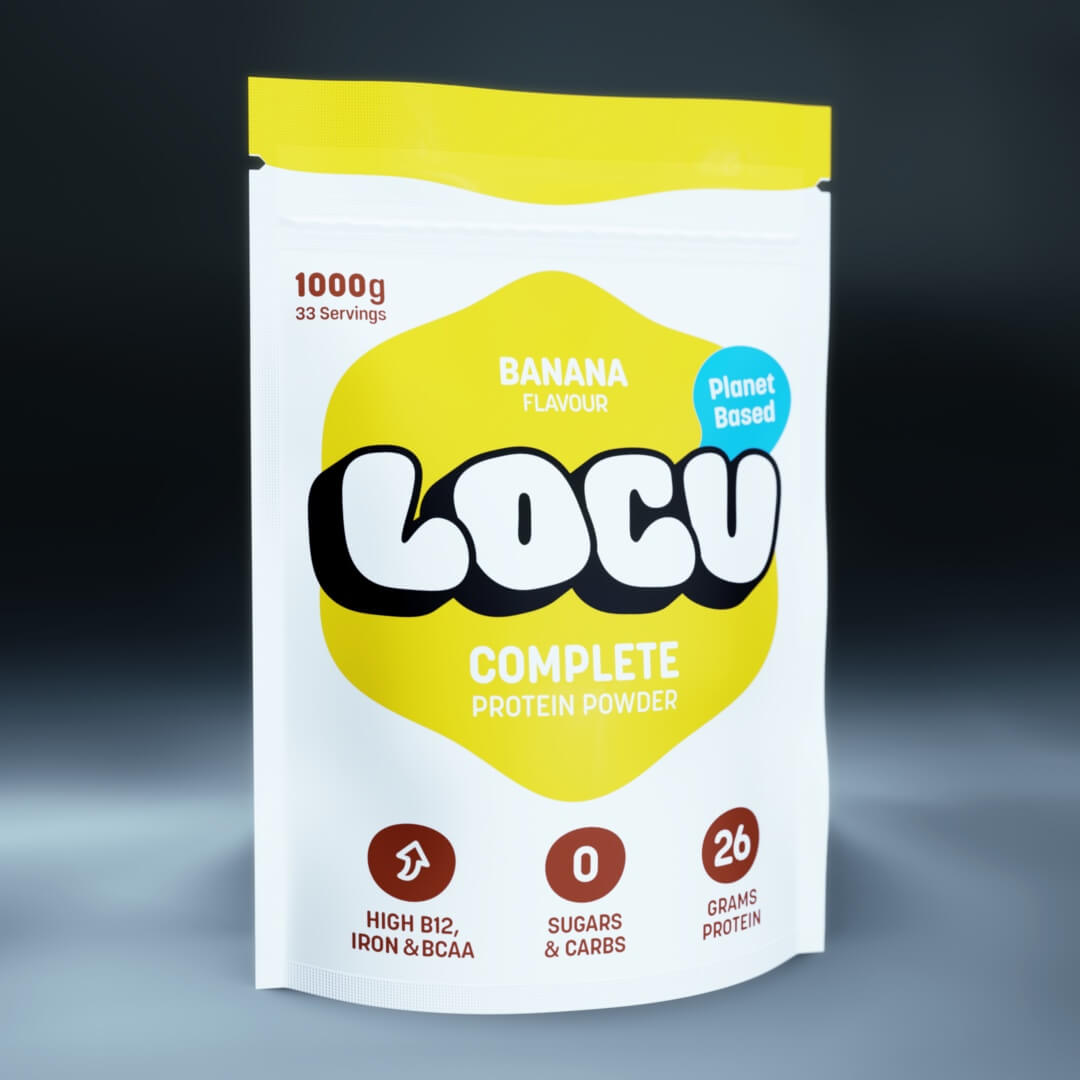 1000g
33 Servings
BANANA
FLAVOUR
Planet
Based
LOCU
COMPLETE
PROTEIN POWDER
HIGH B12,
IRON & BCAA
0
SUGARS
& CARBS
26
GRAMS
PROTEIN